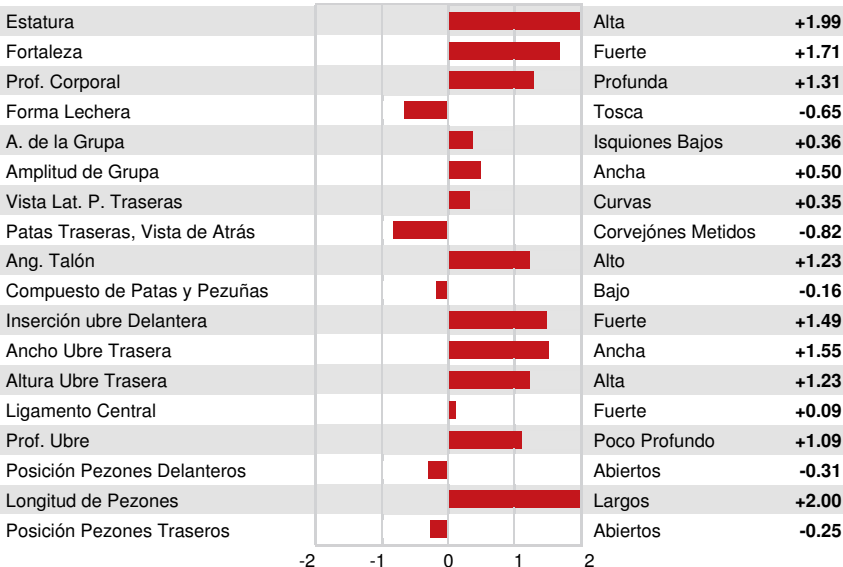 Estatura Alta +1.99
Fortaleza Fuerte +1.71
Prof. Corporal Profunda +1.31
Forma Lechera Tosca -0.65
A. de la Grupa Isquiones Bajos +0.36
Amplitud de Grupa Ancha +0.50
Vista Lat. P. Traseras Curvas +0.35
Patas Traseras, Vista de Atrás Corvejónes Metidos -0.82
Ang. Talón Alto +1.23
Compuesto de Patas y Pezuñas Bajo -0.16
Inserción ubre Delantera Fuerte +1.49
Ancho Ubre Trasera Ancha +1.55
Altura Ubre Trasera Alta +1.23
Ligamento Central Fuerte +0.09
Prof. Ubre Poco Profundo +1.09
Posición Pezones Delanteros Abiertos -0.31
Longitud de Pezones Largos +2.00
Posición Pezones Traseros Abiertos -0.25
-2 -1 0 1 2